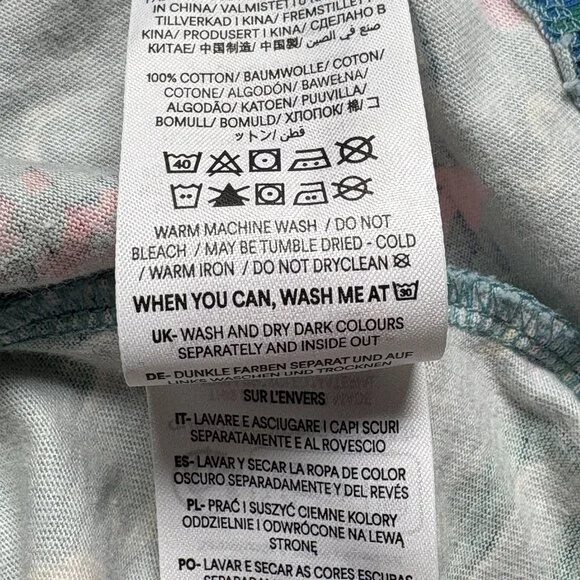 IN CHINA/ VALMISTETTU
TILLVERKAD I KINA/ FREMSTILLET I
KINA/ PRODUSERT I KINA/ СДЕЛАНО В
КИТАЕ/ 中国制造/ 中国製/ صنع في الصين
100% COTTON/ BAUMWOLLE/ COTON/
COTONE/ ALGODÓN/ BAWEŁNA/
ALGODÃO/ KATOEN/ PUUVILLA/
BOMULL/ BOMULD/ ХЛОПОК/ 棉/ コ
ットン/ قطن
40
WARM MACHINE WASH / DO NOT
BLEACH / MAY BE TUMBLE DRIED - COLD
/ WARM IRON / DO NOT DRYCLEAN
WHEN YOU CAN, WASH ME AT 30
UK- WASH AND DRY DARK COLOURS
SEPARATELY AND INSIDE OUT
DE- DUNKLE FARBEN SEPARAT UND AUF
LINKS WASCHEN UND TROCKNEN
SUR L'ENVERS
IT- LAVARE E ASCIUGARE I CAPI SCURI
SEPARATAMENTE E AL ROVESCIO
ES- LAVAR Y SECAR LA ROPA DE COLOR
OSCURO SEPARADAMENTE Y DEL REVÉS
PL- PRAĆ I SUSZYĆ CIEMNE KOLORY
ODDZIELNIE I ODWRÓCONE NA LEWĄ
STRONĘ
PO- LAVAR E SECAR AS CORES ESCURAS